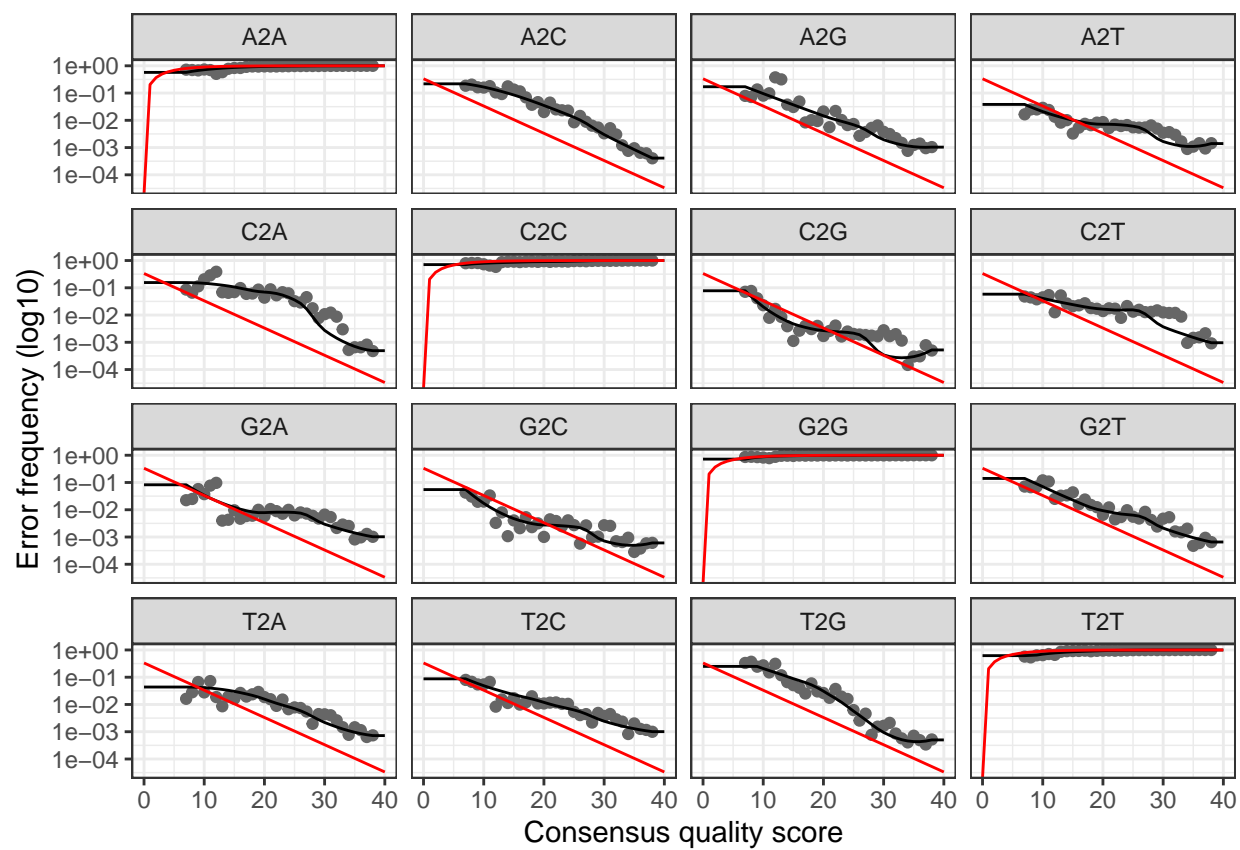 A2A A2C A2G A2T
1e+00
1e−01
1e−02
1e−03
1e−04
C2A C2C C2G C2T
1e+00
1e−01
1e−02
1e−03
1e−04
G2A G2C G2G G2T
1e+00
1e−01
1e−02
1e−03
1e−04
T2A T2C T2G T2T
1e+00
1e−01
1e−02
1e−03
1e−04
0 10 20 30 40 0 10 20 30 40 0 10 20 30 40 0 10 20 30 40
Consensus quality score
Error frequency (log10)